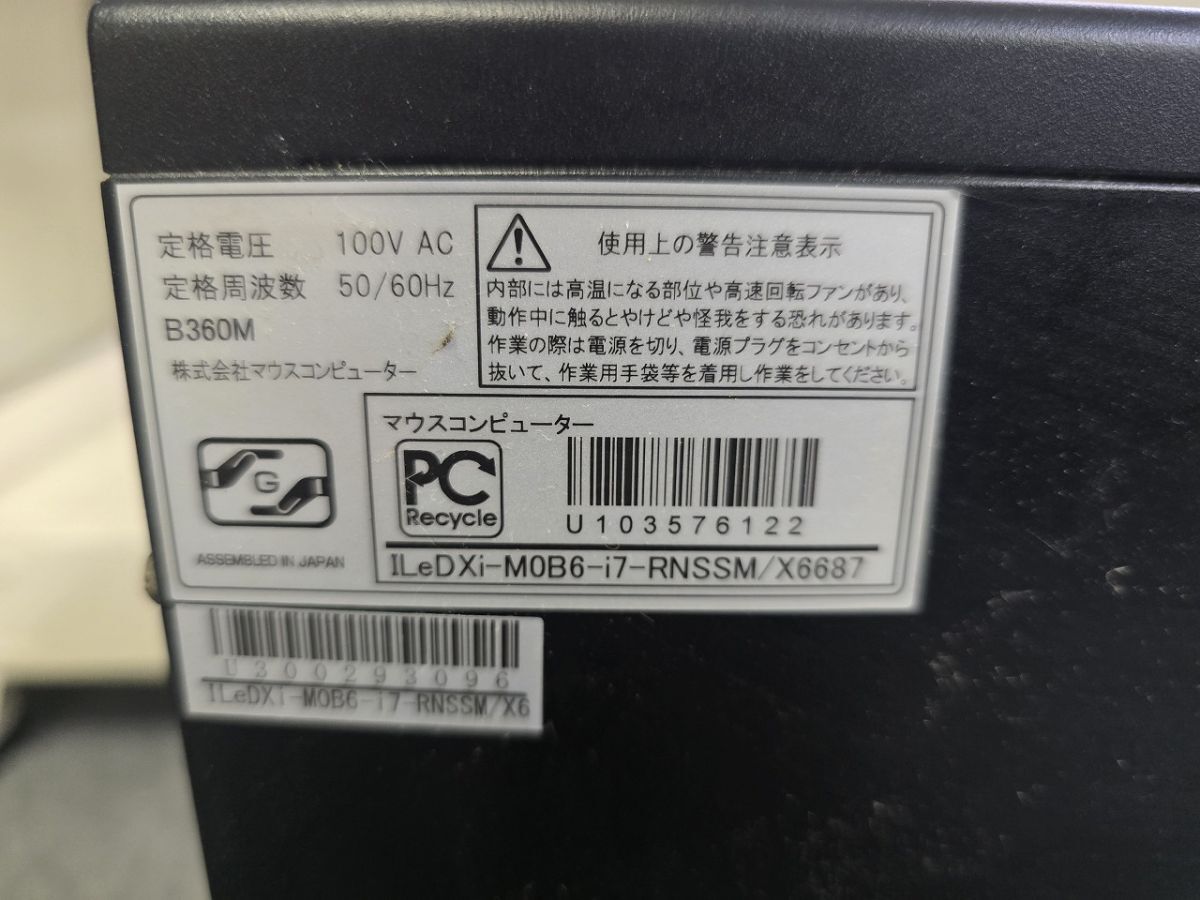 定格電圧 100V AC
定格周波数 50/60Hz
B360M
株式会社マウスコンピューター
使用上の警告注意表示
内部には高温になる部位や高速回転ファンがあり、
動作中に触るとやけどや怪我をする恐れがあります。
作業の際は電源を切り、電源プラグをコンセントから
抜いて、作業用手袋等を着用し作業をしてください。
G
ASSEMBLED IN JAPAN
マウスコンピューター
PC
Recycle
U103576122
ILeDXi-M0B6-i7-RNSSM/X6687
U300293096
ILeDXi-M0B6-i7-RNSSM/X6